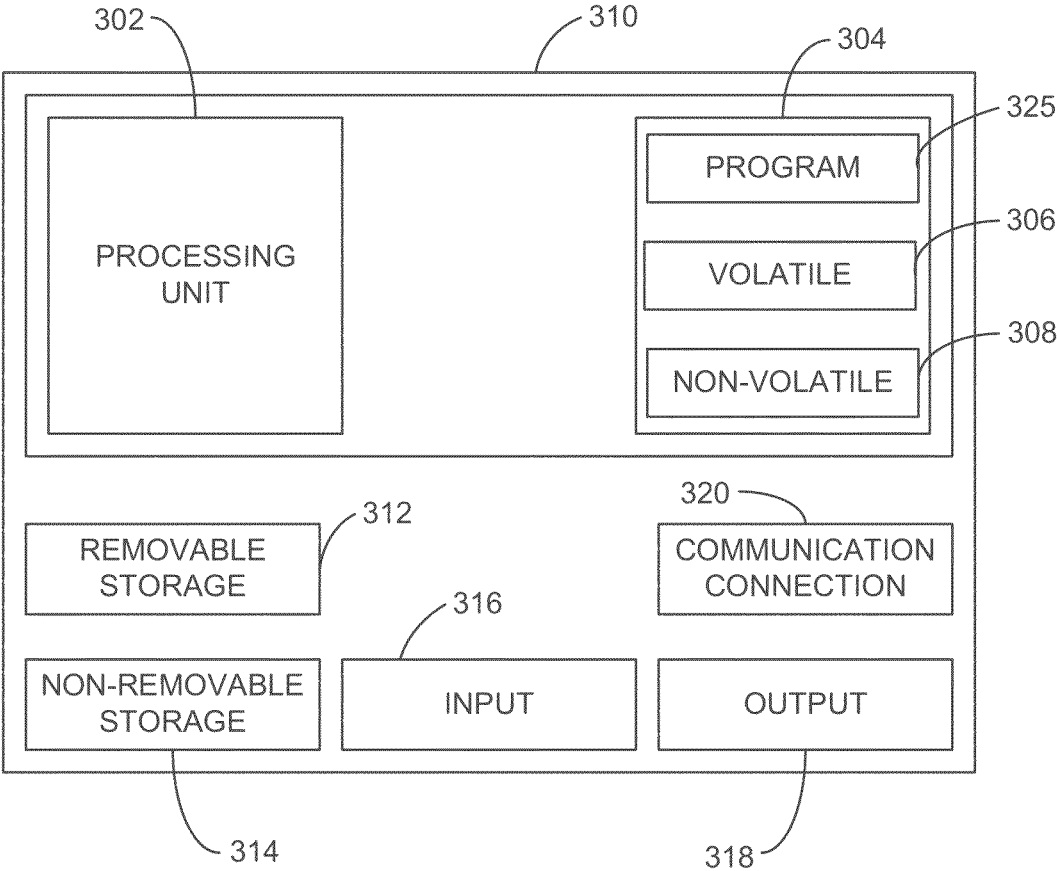 302
310
304
325
PROGRAM
306
PROCESSING
UNIT
VOLATILE
308
NON-VOLATILE
320
312
REMOVABLE
STORAGE
COMMUNICATION
CONNECTION
316
NON-REMOVABLE
STORAGE
INPUT
OUTPUT
314
318